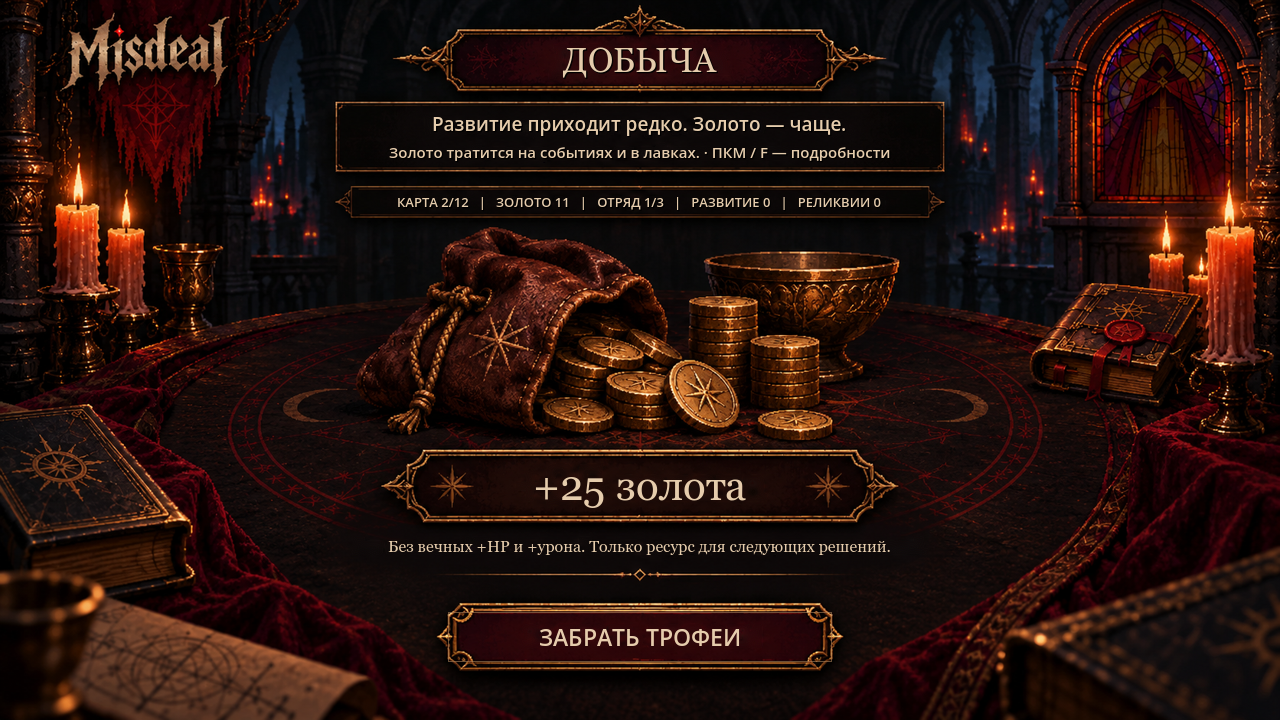 Misdeal
ДОБЫЧА
Развитие приходит редко. Золото — чаще.
Золото тратится на событиях и в лавках. · ПКМ / F — подробности
КАРТА 2/12 | ЗОЛОТО 11 | ОТРЯД 1/3 | РАЗВИТИЕ 0 | РЕЛИКВИИ 0
+25 золота
Без вечных +HP и +урона. Только ресурс для следующих решений.
ЗАБРАТЬ ТРОФЕИ